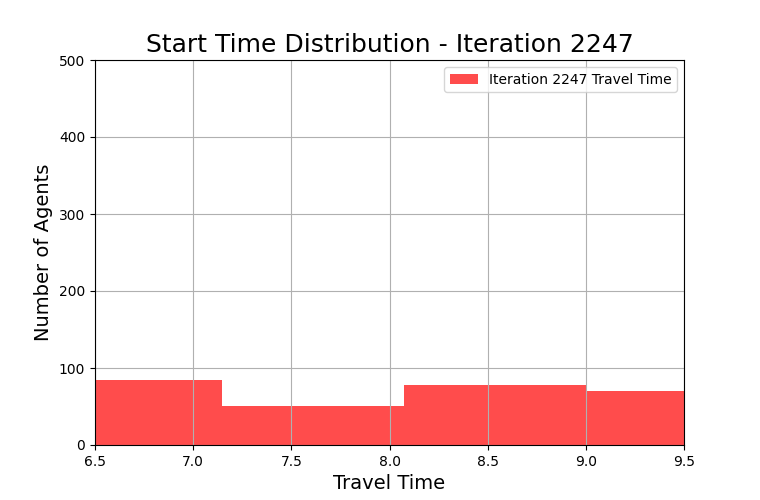 Start Time Distribution - Iteration 2247
Iteration 2247 Travel Time
Number of Agents
500
400
300
200
100
0
6.5 7.0 7.5 8.0 8.5 9.0 9.5
Travel Time